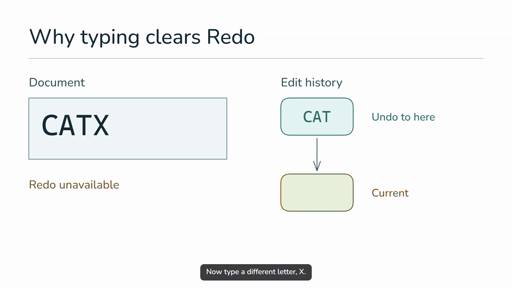 Why typing clears Redo
Document
Edit history
CATX
CAT
Undo to here
Redo unavailable
Current
Now type a different letter, X.